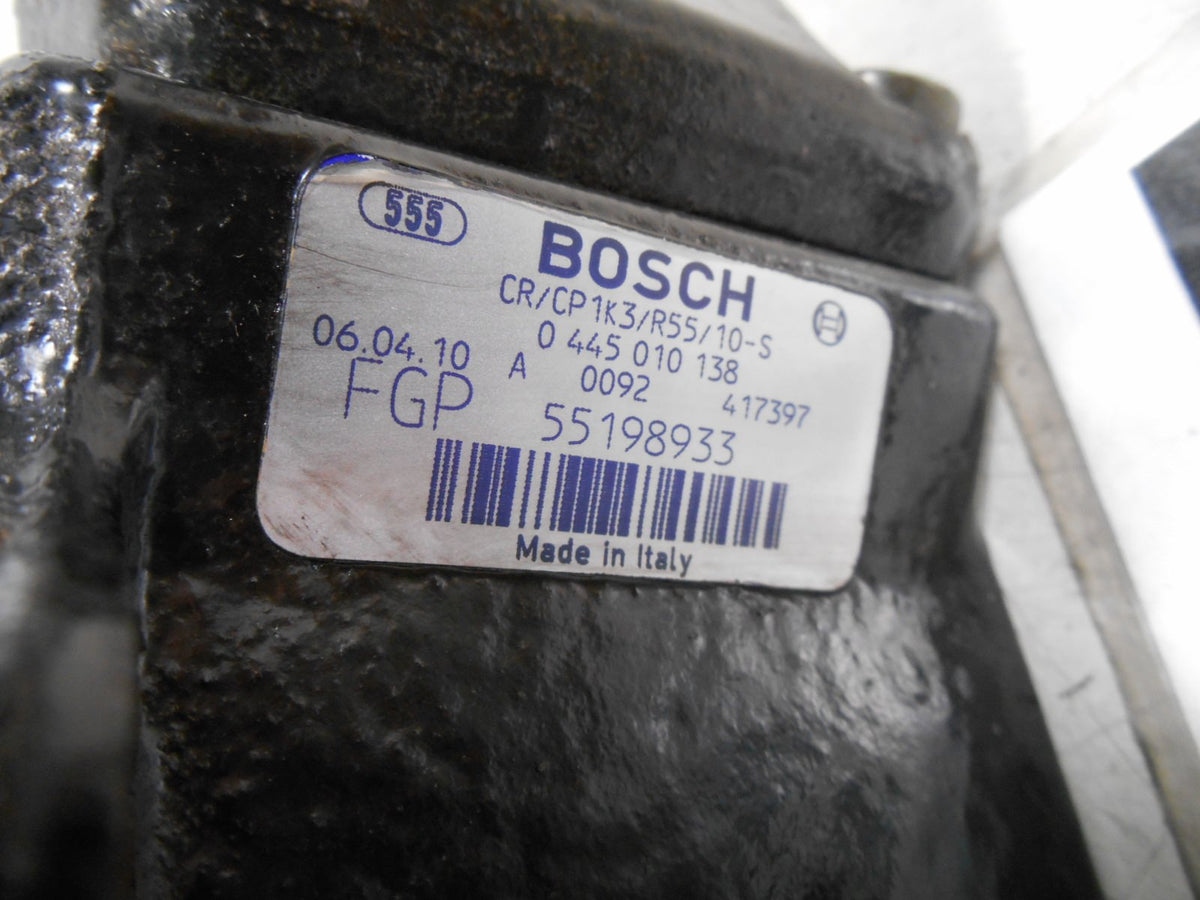 555
BOSCH
CR/CP1K3/R55/10-S
0 445 010 138
06.04.10 A 0092 417397
FGP 55198933
Made in Italy